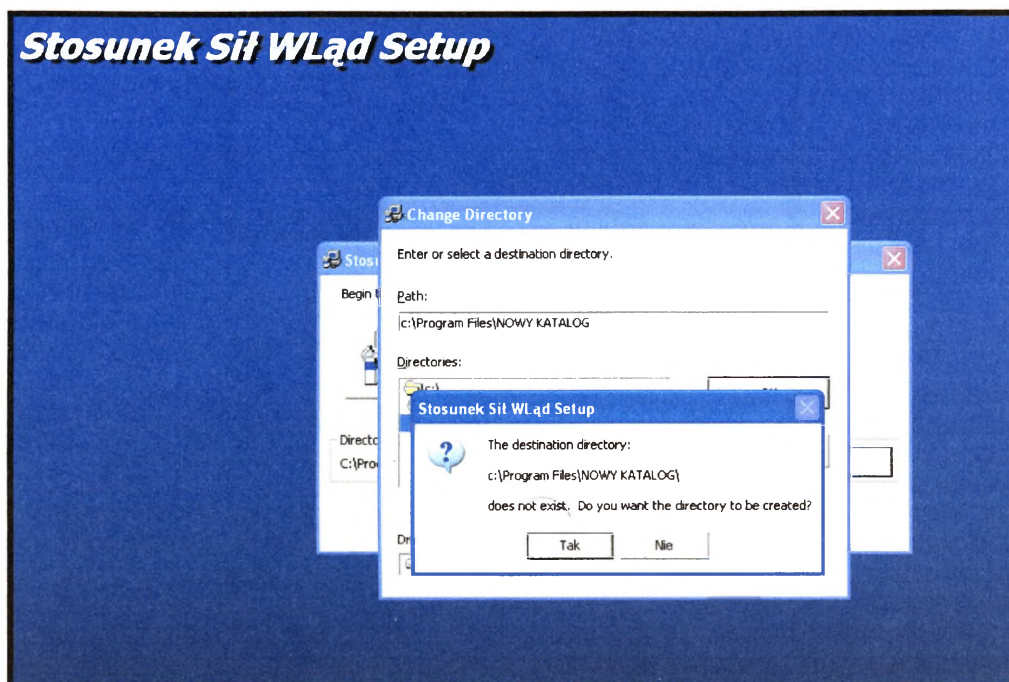 Stosunek Sił WLąd Setup
Change Directory
Enter or select a destination directory.
Begin
Path:
c:\Program Files\NOWY KATALOG
Directories:
c:\
Stosunek Sił WLąd Setup
The destination directory:
c:\Program Files\NOWY KATALOG\
does not exist. Do you want the directory to be created?
C:\Pro
Tak
Nie